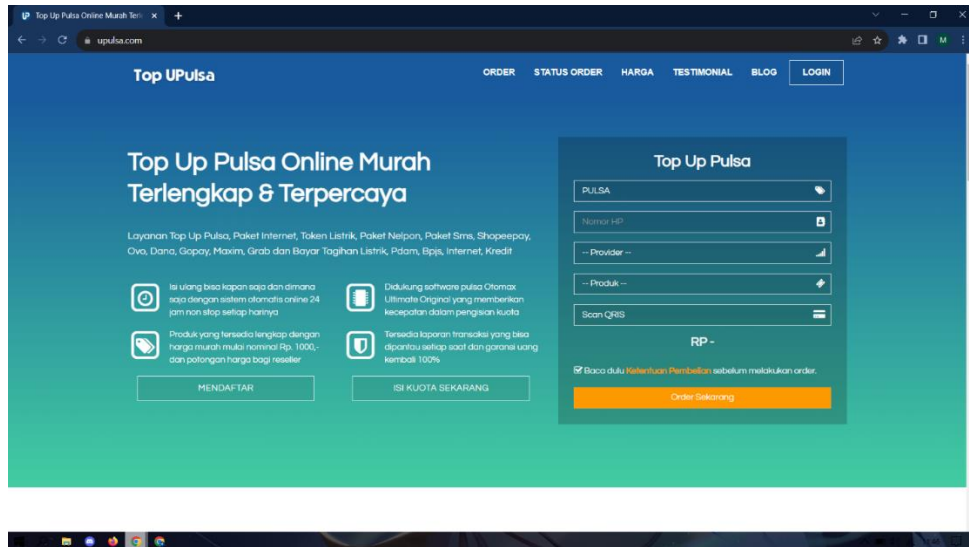 Top Up Pulsa Online Murah Ter
upulsa.com
M
Top UPulsa
ORDER STATUS ORDER HARGA TESTIMONIAL BLOG LOGIN
Top Up Pulsa Online Murah
Terlengkap & Terpercaya
Layanan Top Up Pulsa, Paket Internet, Token Listrik, Paket Nelpon, Paket Sms, Shopeepay,
Ovo, Dana, Gopay, Maxim, Grab dan Bayar Tagihan Listrik, Pdam, Bpjs, Internet, Kredit
Isi ulang bisa kapan saja dan dimana
saja dengan sistem otomatis online 24
jam non stop setiap harinya
Didukung software pulsa Otomax
Ultimate Original yang memberikan
kecepatan dalam pengisian kuota
Produk yang tersedia lengkap dengan
harga murah mulai nominal Rp. 1000,-
dan potongan harga bagi reseller
Tersedia laporan transaksi yang bisa
dipantau setiap saat dan garansi uang
kembali 100%
MENDAFTAR
ISI KUOTA SEKARANG
Top Up Pulsa
PULSA
Nomor HP
-- Provider --
-- Produk --
Scan QRIS
RP -
Baca dulu Ketentuan Pembelian sebelum melakukan order.
Order Sekarang